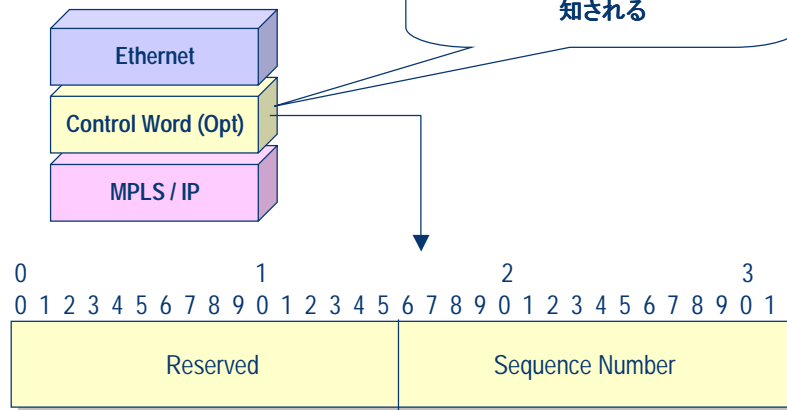 知される
Ethernet
Control Word (Opt)
MPLS / IP
0 1 2 3
0 1 2 3 4 5 6 7 8 9 0 1 2 3 4 5 6 7 8 9 0 1 2 3 4 5 6 7 8 9 0 1
Reserved Sequence Number